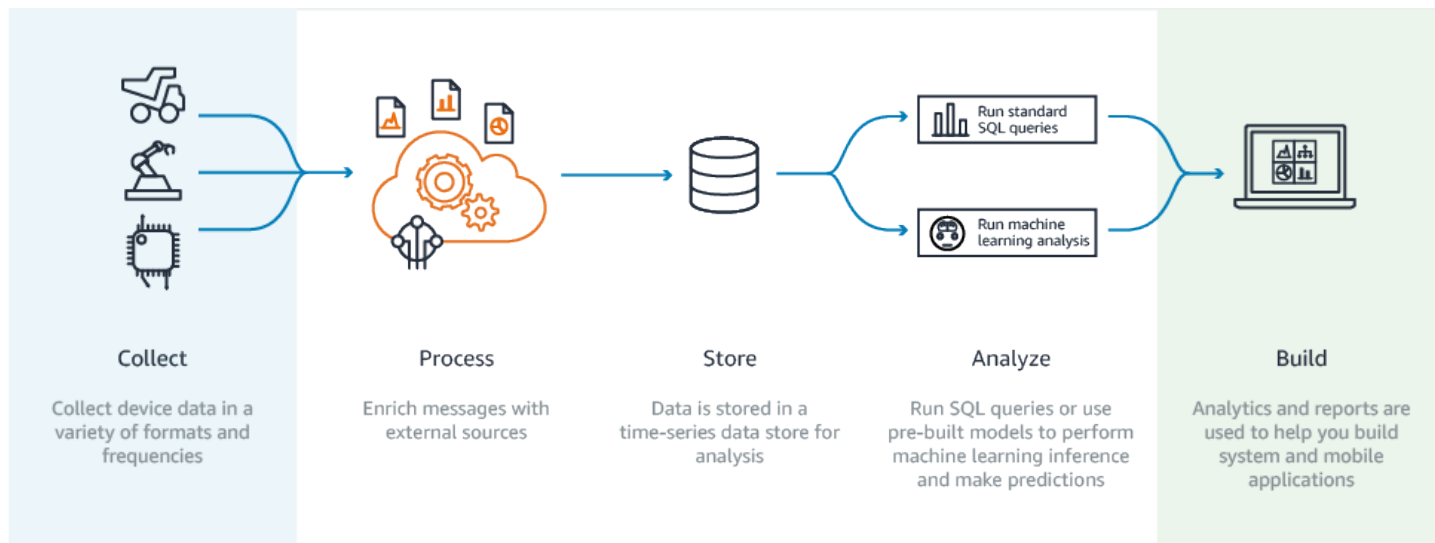 Run standard
SQL queries
Run machine
learning analysis
Collect
Collect device data in a
variety of formats and
frequencies
Process
Enrich messages with
external sources
Store
Data is stored in a
time-series data store for
analysis
Analyze
Run SQL queries or use
pre-built models to perform
machine learning inference
and make predictions
Build
Analytics and reports are
used to help you build
system and mobile
applications